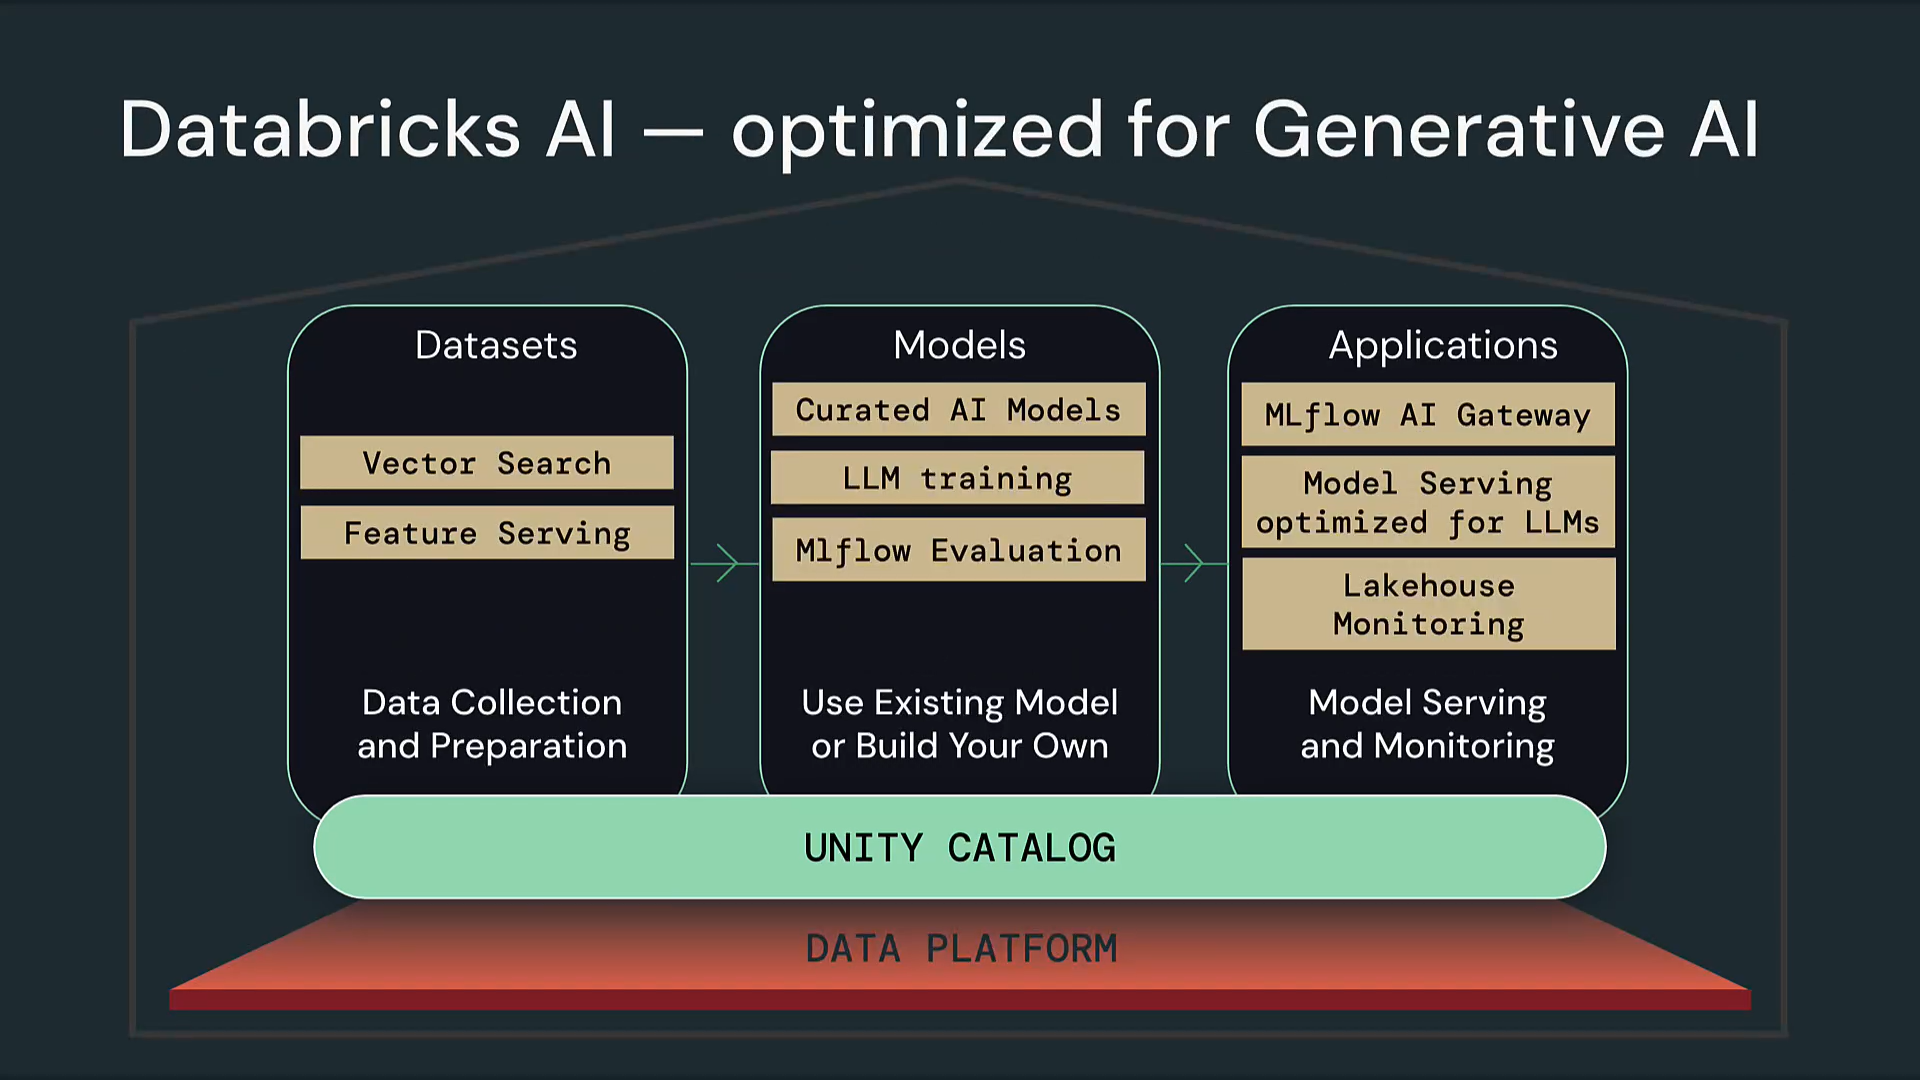 Databricks AI — optimized for Generative AI
Datasets
Vector Search
Feature Serving
Data Collection
and Preparation
Models
Curated AI Models
LLM training
Mlflow Evaluation
Use Existing Model
or Build Your Own
Applications
MLflow AI Gateway
Model Serving
optimized for LLMs
Lakehouse
Monitoring
Model Serving
and Monitoring
UNITY CATALOG
DATA PLATFORM